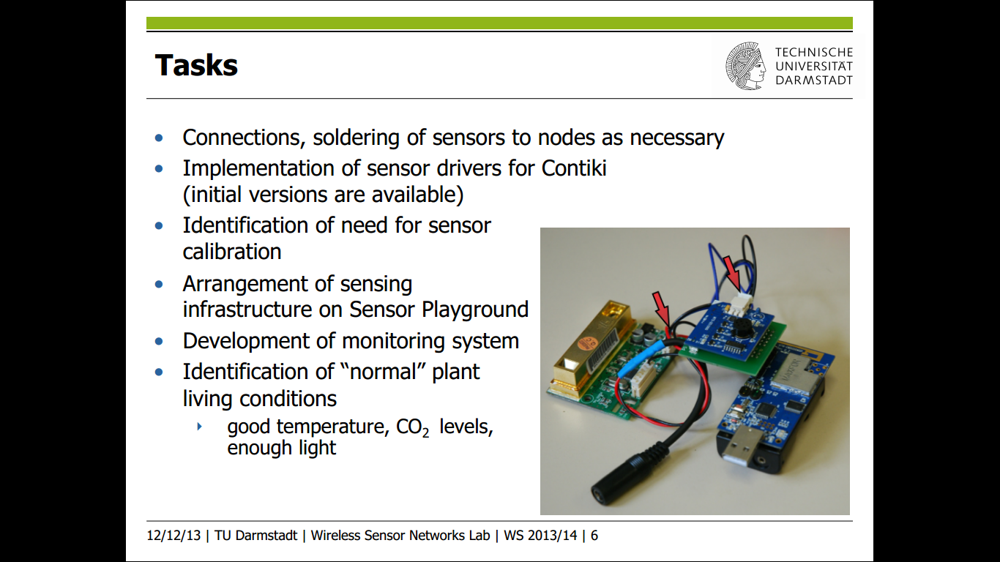 Tasks
TECHNISCHE
UNIVERSITÄT
DARMSTADT
• Connections, soldering of sensors to nodes as necessary
• Implementation of sensor drivers for Contiki
(initial versions are available)
• Identification of need for sensor
calibration
• Arrangement of sensing
infrastructure on Sensor Playground
• Development of monitoring system
• Identification of “normal” plant
living conditions
‣ good temperature, CO₂ levels,
enough light
MAXFOR
12/12/13 | TU Darmstadt | Wireless Sensor Networks Lab | WS 2013/14 | 6